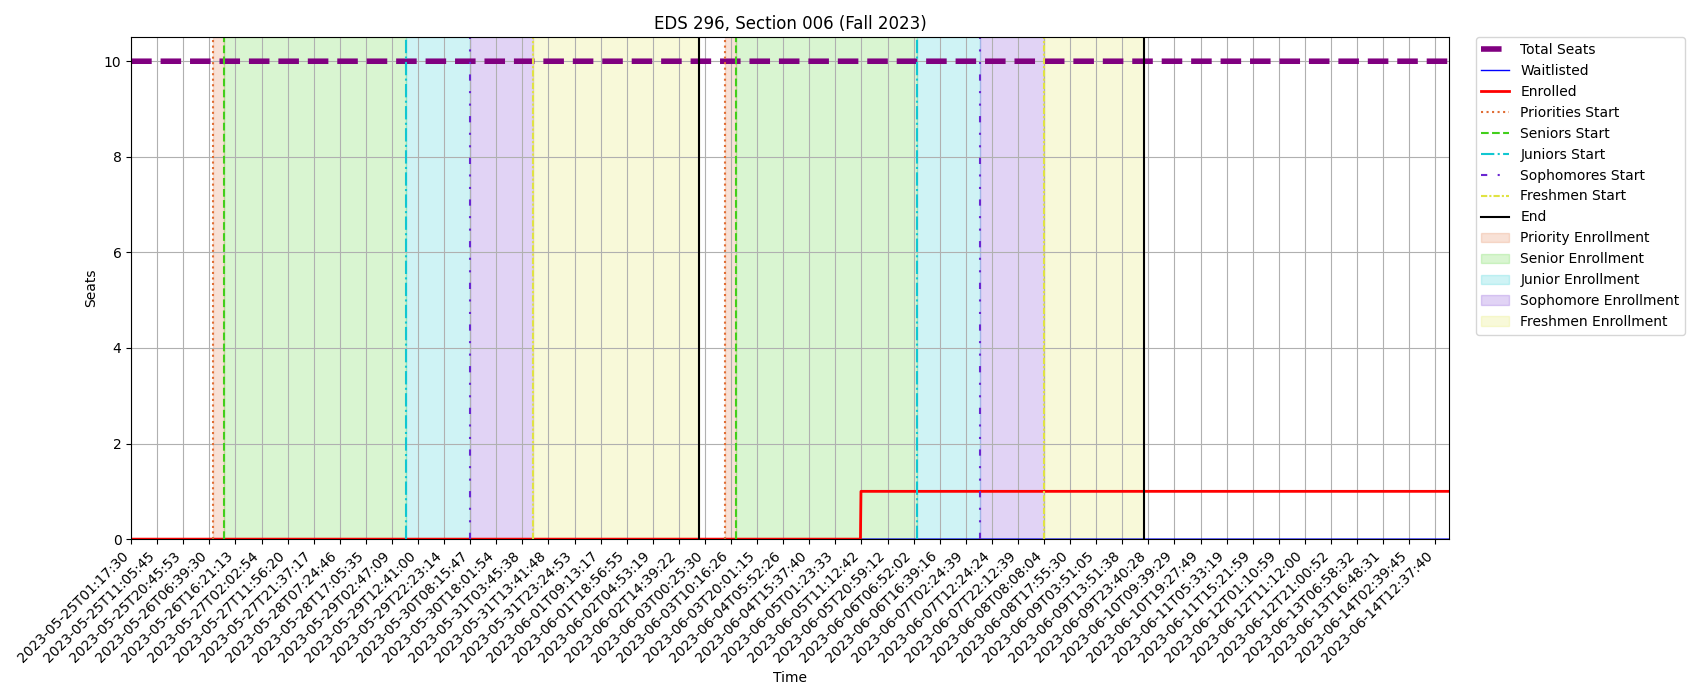 EDS 296, Section 006 (Fall 2023)
Seats
10
8
6
4
2
0
2023-05-25T01:17:30
2023-05-25T11:05:45
2023-05-25T20:45:53
2023-05-26T06:39:30
2023-05-26T16:21:13
2023-05-27T02:02:54
2023-05-27T11:56:20
2023-05-27T21:37:17
2023-05-28T07:24:46
2023-05-28T17:05:35
2023-05-29T02:47:09
2023-05-29T12:41:00
2023-05-29T22:23:14
2023-05-30T08:15:47
2023-05-30T18:01:54
2023-05-31T03:45:38
2023-05-31T13:41:48
2023-05-31T23:24:53
2023-06-01T09:13:17
2023-06-01T18:56:55
2023-06-02T04:53:19
2023-06-02T14:39:22
2023-06-03T00:25:30
2023-06-03T10:16:26
2023-06-03T20:01:15
2023-06-04T05:52:26
2023-06-04T15:37:40
2023-06-05T01:23:33
2023-06-05T11:12:42
2023-06-05T20:59:12
2023-06-06T06:52:02
2023-06-06T16:39:16
2023-06-07T02:24:39
2023-06-07T12:24:24
2023-06-07T22:12:39
2023-06-08T08:08:04
2023-06-08T17:55:30
2023-06-09T03:51:05
2023-06-09T13:51:38
2023-06-09T23:40:28
2023-06-10T09:39:29
2023-06-10T19:27:49
2023-06-11T05:33:19
2023-06-11T15:21:59
2023-06-12T01:10:59
2023-06-12T11:12:00
2023-06-12T21:00:52
2023-06-13T06:58:32
2023-06-13T16:48:31
2023-06-14T02:39:45
2023-06-14T12:37:40
Time
Total Seats
Waitlisted
Enrolled
Priorities Start
Seniors Start
Juniors Start
Sophomores Start
Freshmen Start
End
Priority Enrollment
Senior Enrollment
Junior Enrollment
Sophomore Enrollment
Freshmen Enrollment